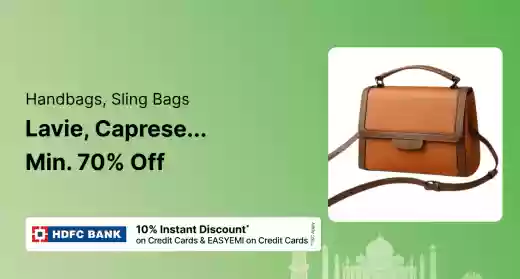 Handbags, Sling Bags
Lavie, Caprese...
Min. 70% Off
HDFC BANK
10% Instant Discount*
on Credit Cards & EASYEMI on Credit Cards